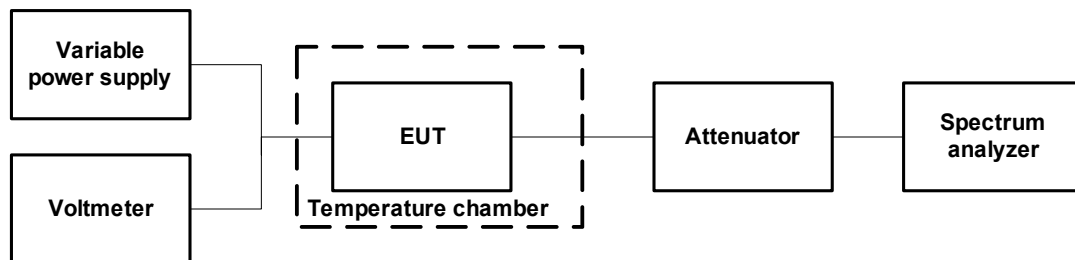 Variable
power supply
Voltmeter
EUT
Temperature chamber
Attenuator
Spectrum
analyzer